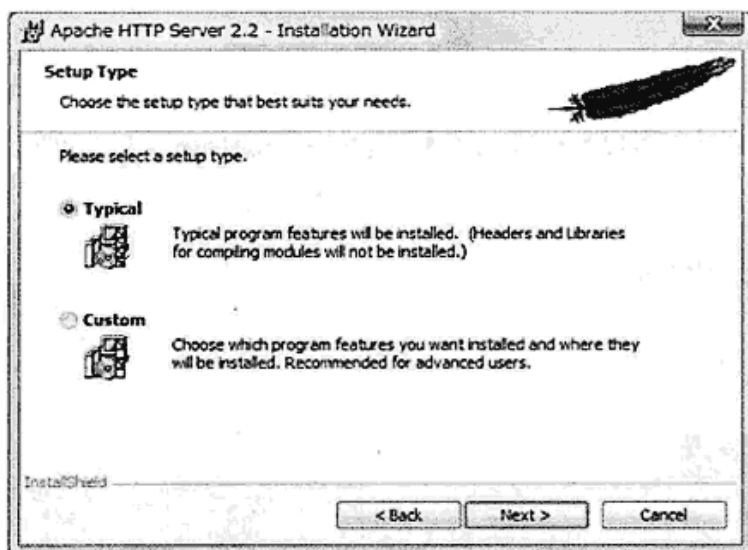 Apache HTTP Server 2.2 - Installation Wizard
Setup Type
Choose the setup type that best suits your needs.
Please select a setup type.
Typical
Typical program features will be installed. (Headers and Libraries
for compiling modules will not be installed.)
Custom
Choose which program features you want installed and where they
will be installed. Recommended for advanced users.
InstallShield
< Back
Next >
Cancel